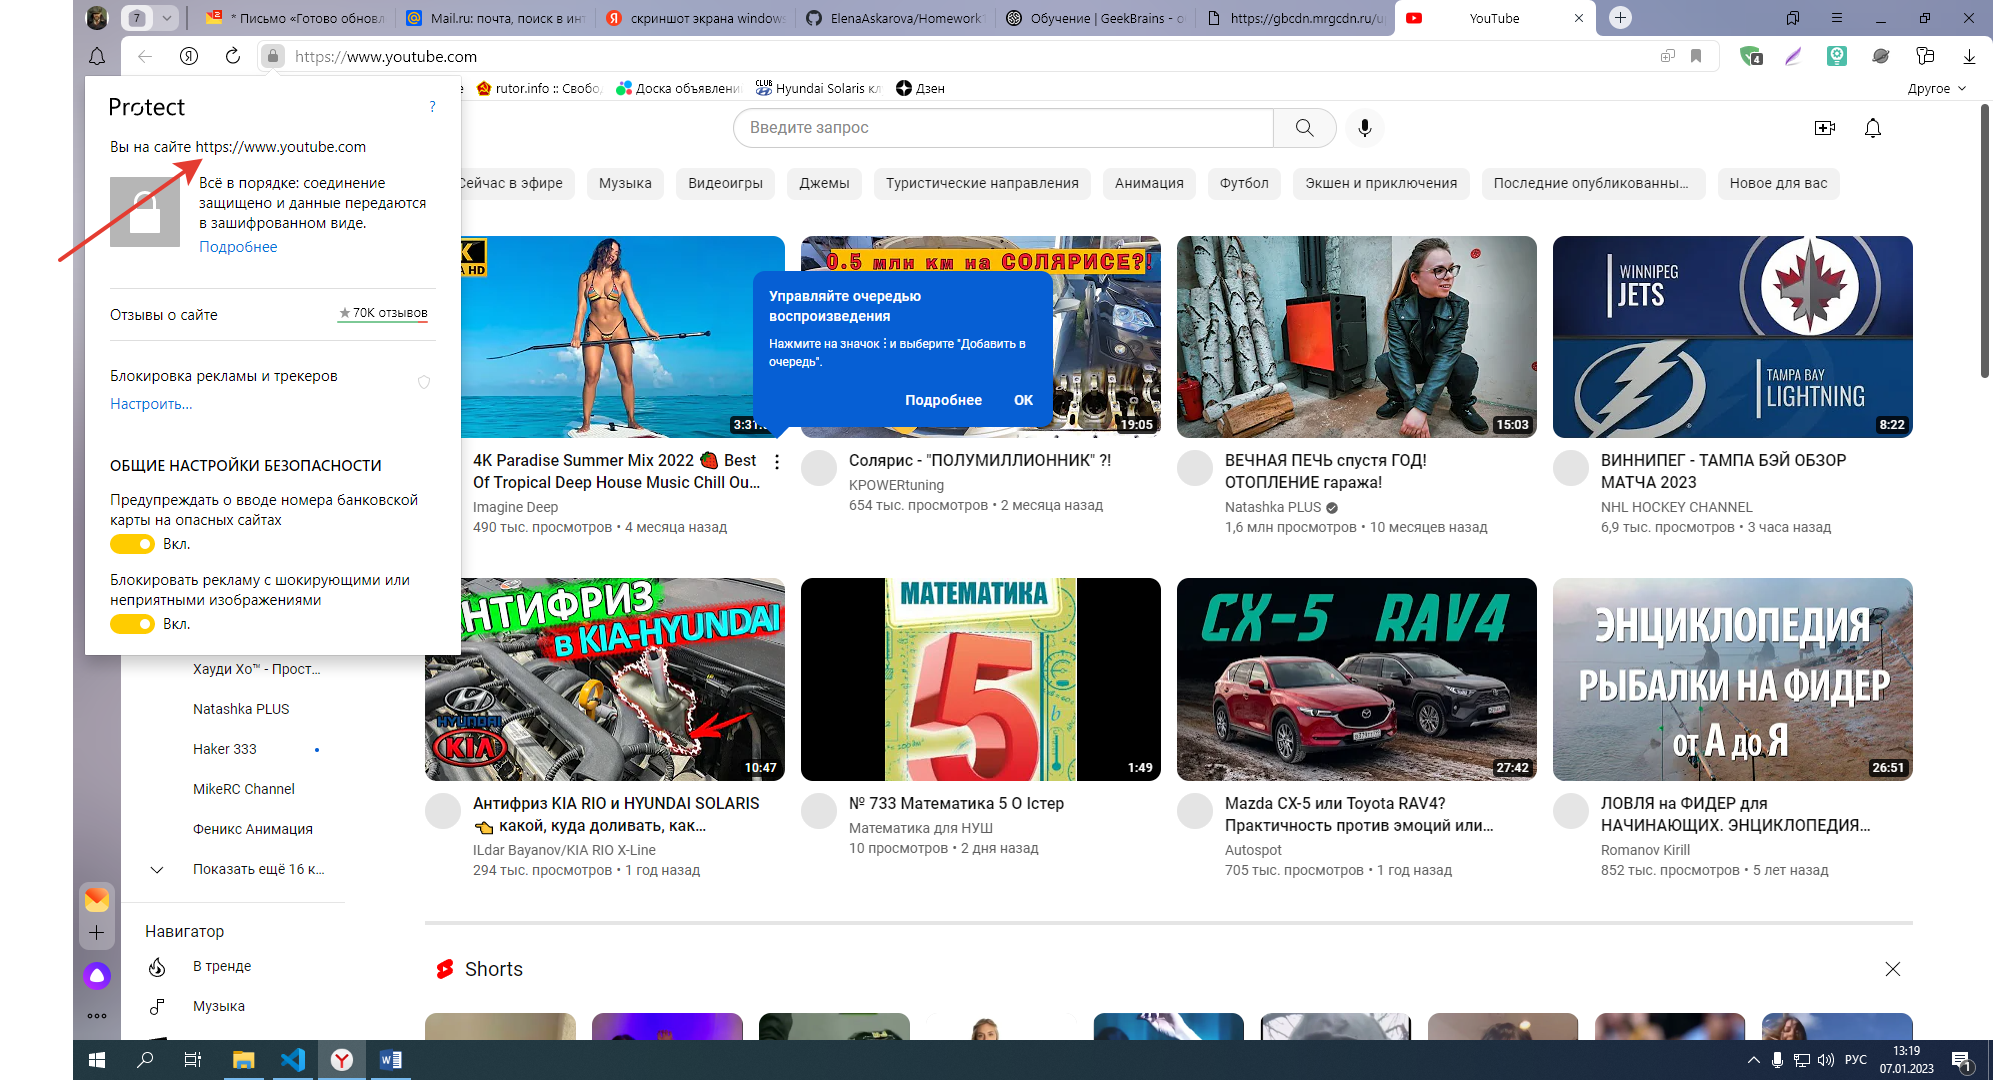 7
* Письмо «Готово обновл
Mail.ru: почта, поиск в инт
скриншот экрана windows
ElenaAskarova/Homework1
Обучение | GeekBrains - о
https://gbcdn.mrgcdn.ru/u
YouTube
https://www.youtube.com
4
rutor.info :: Свобо
Доска объявлени
Hyundai Solaris кл
Дзен
Другое
Protect
?
Вы на сайте https://www.youtube.com
Всё в порядке: соединение
защищено и данные передаются
в зашифрованном виде.
Подробнее
Отзывы о сайте
70K отзывов
Блокировка рекламы и трекеров
Настроить...
ОБЩИЕ НАСТРОЙКИ БЕЗОПАСНОСТИ
Предупреждать о вводе номера банковской
карты на опасных сайтах
Вкл.
Блокировать рекламу с шокирующими или
неприятными изображениями
Вкл.
Введите запрос
Сейчас в эфире
Музыка
Видеоигры
Джемы
Туристические направления
Анимация
Футбол
Экшен и приключения
Последние опубликованны...
Новое для вас
K
HD
0.5 млн км на СОЛЯРИСЕ?!
Управляйте очередью
воспроизведения
Нажмите на значок ⋮ и выберите "Добавить в
очередь".
Подробнее
OK
19:05
15:03
WINNIPEG
JETS
TAMPA BAY
LIGHTNING
8:22
4K Paradise Summer Mix 2022 🍓 Best
Of Tropical Deep House Music Chill Ou...
Imagine Deep
490 тыс. просмотров • 4 месяца назад
Солярис - "ПОЛУМИЛЛИОННИК" ?!
KPOWERtuning
654 тыс. просмотров • 2 месяца назад
ВЕЧНАЯ ПЕЧЬ спустя ГОД!
ОТОПЛЕНИЕ гаража!
Natashka PLUS
1,6 млн просмотров • 10 месяцев назад
ВИННИПЕГ - ТАМПА БЭЙ ОБЗОР
МАТЧА 2023
NHL HOCKEY CHANNEL
6,9 тыс. просмотров • 3 часа назад
НТИФРИЗ
в KIA-HYUNDAI
HYUNDAI
KIA
10:47
МАТЕМАТИКА
5
1:49
CX-5 RAV4
27:42
ЭНЦИКЛОПЕДИЯ
РЫБАЛКИ НА ФИДЕР
от А до Я
26:51
Антифриз KIA RIO и HYUNDAI SOLARIS
👈 какой, куда доливать, как...
ILdar Bayanov/KIA RIO X-Line
294 тыс. просмотров • 1 год назад
№ 733 Математика 5 О Істер
Математика для НУШ
10 просмотров • 2 дня назад
Mazda CX-5 или Toyota RAV4?
Практичность против эмоций или...
Autospot
705 тыс. просмотров • 1 год назад
ЛОВЛЯ на ФИДЕР для
НАЧИНАЮЩИХ. ЭНЦИКЛОПЕДИЯ...
Romanov Kirill
852 тыс. просмотров • 5 лет назад
Хауди Хо™ - Прост...
Natashka PLUS
Haker 333
MikeRC Channel
Феникс Анимация
Показать ещё 16 к...
Навигатор
В тренде
Музыка
Shorts
РУС
13:19
07.01.2023
1